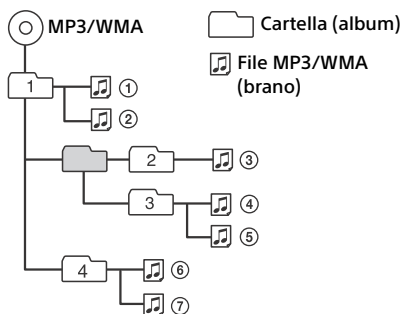 MP3/WMA
Cartella (album)
File MP3/WMA
(brano)
1
①
②
2
③
3
④
⑤
4
⑥
⑦